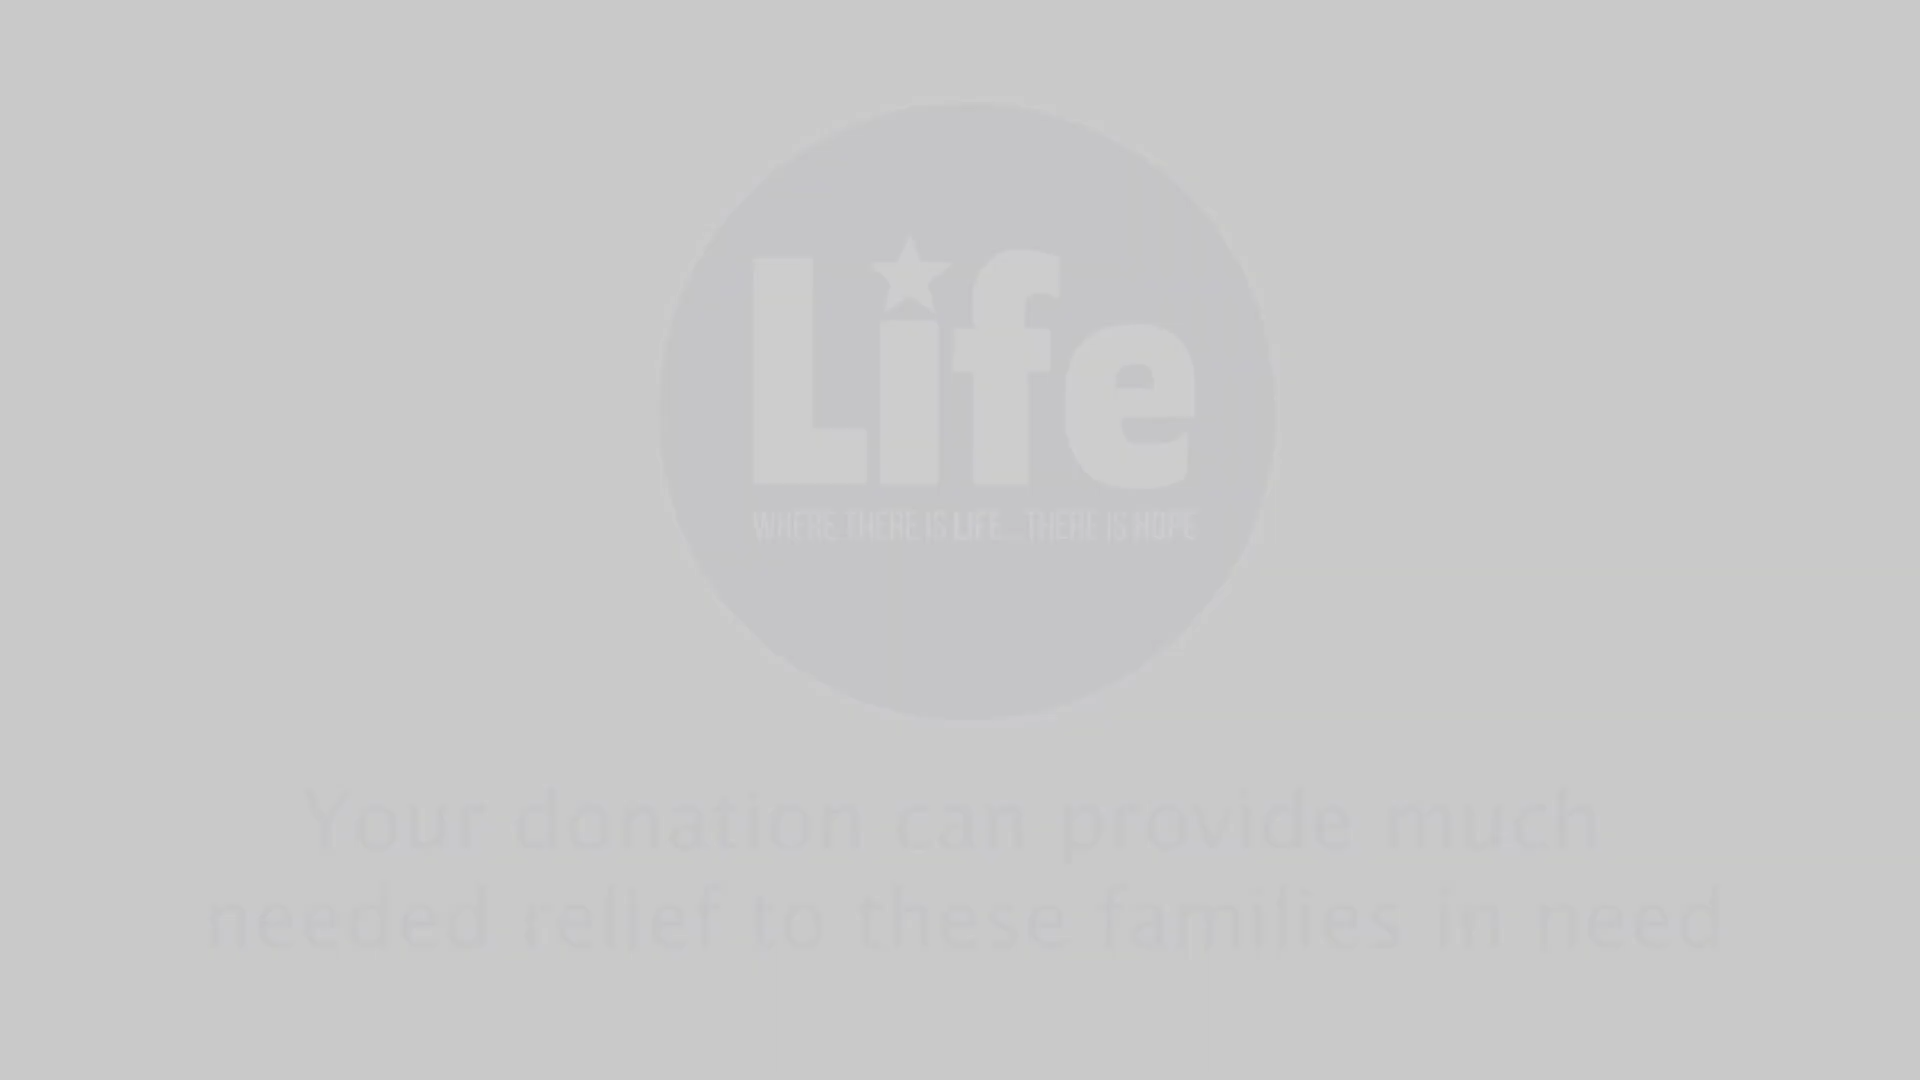 Life
WHERE THERE IS LIFE... THERE IS HOPE
Your donation can provide much
needed relief to these families in need